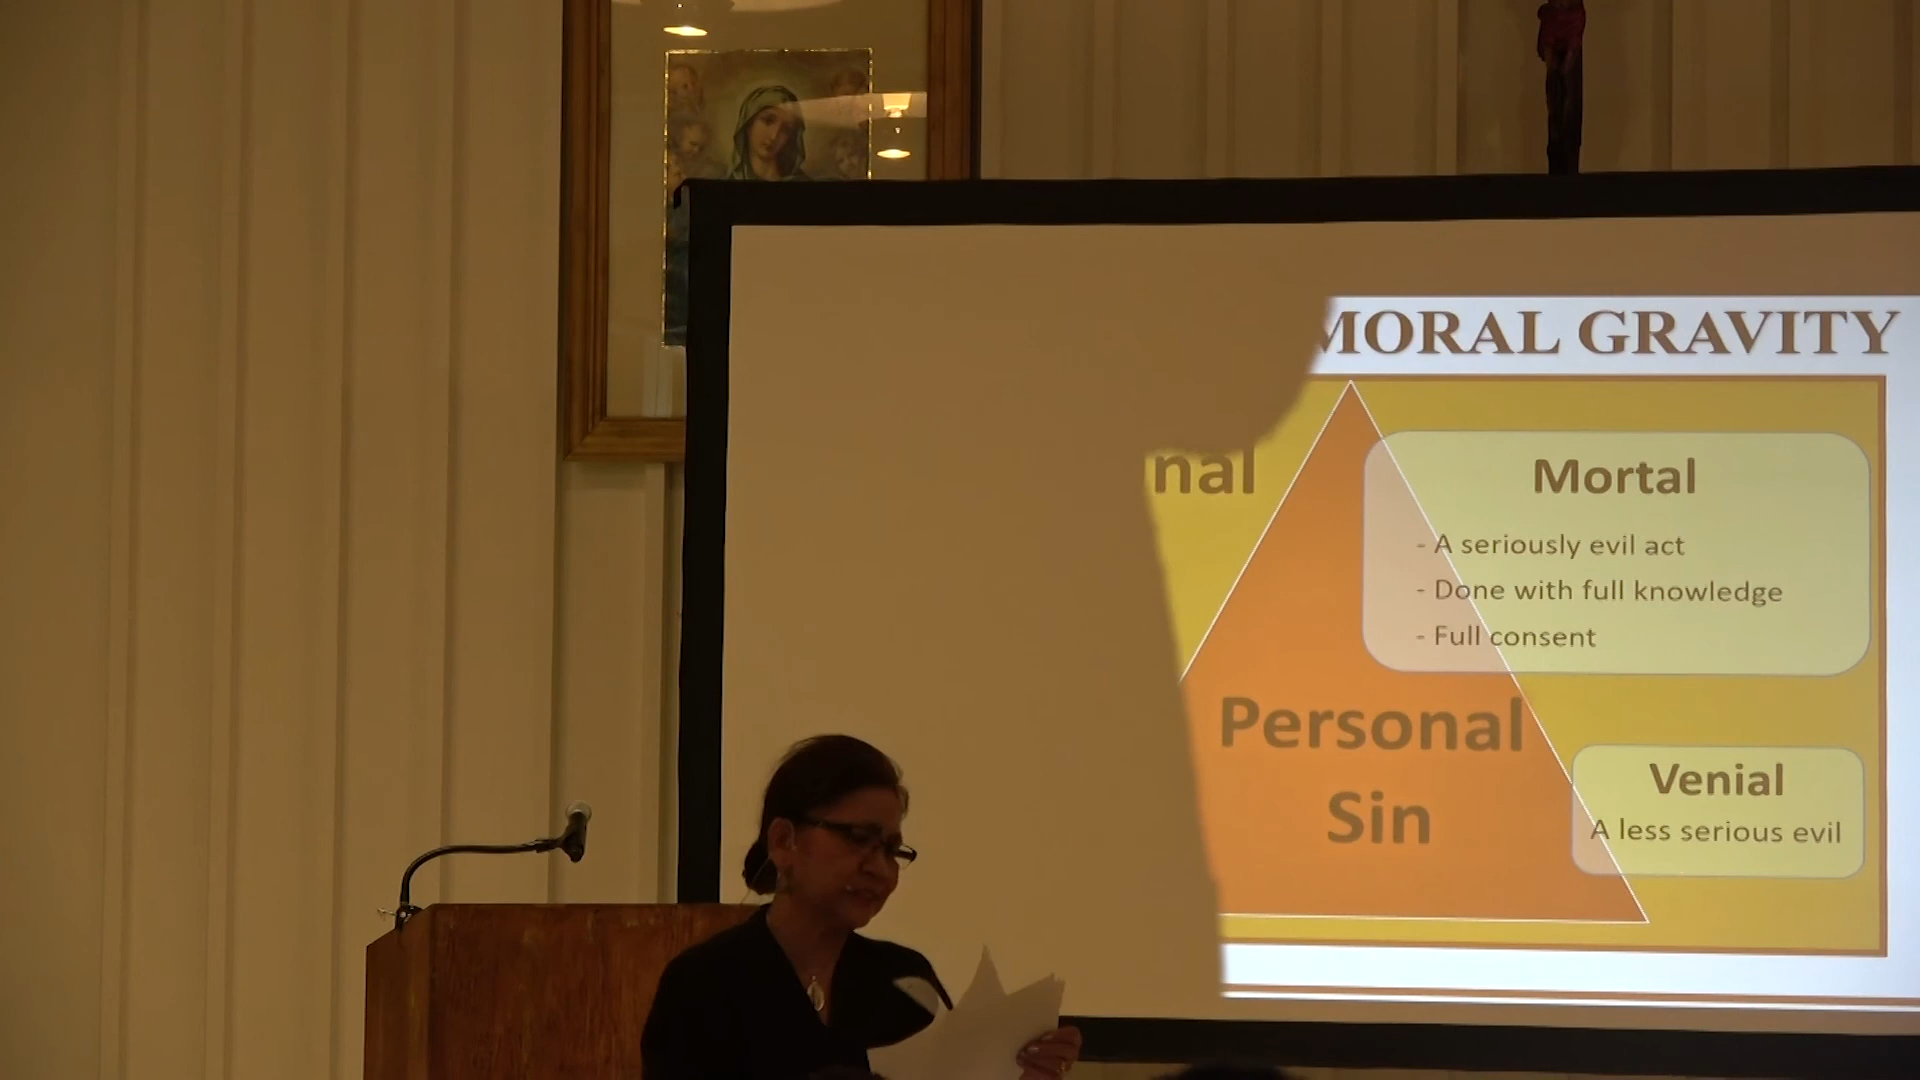 MORAL GRAVITY
nal
Mortal
- A seriously evil act
- Done with full knowledge
- Full consent
Personal
Sin
Venial
A less serious evil